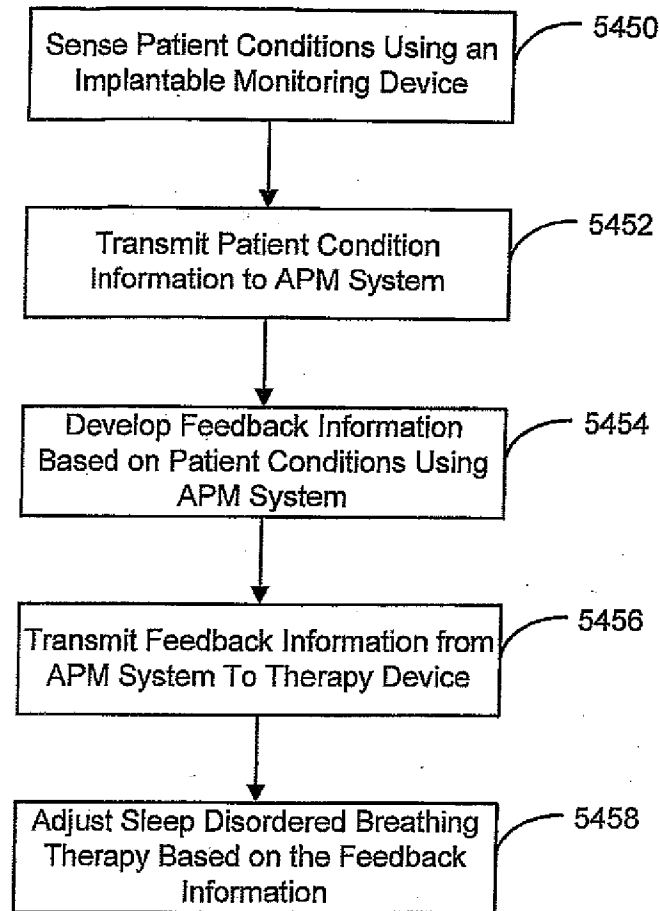 Sense Patient Conditions Using an
Implantable Monitoring Device
5450
Transmit Patient Condition
Information to APM System
5452
Develop Feedback Information
Based on Patient Conditions Using
APM System
5454
Transmit Feedback Information from
APM System To Therapy Device
5456
Adjust Sleep Disordered Breathing
Therapy Based on the Feedback
Information
5458